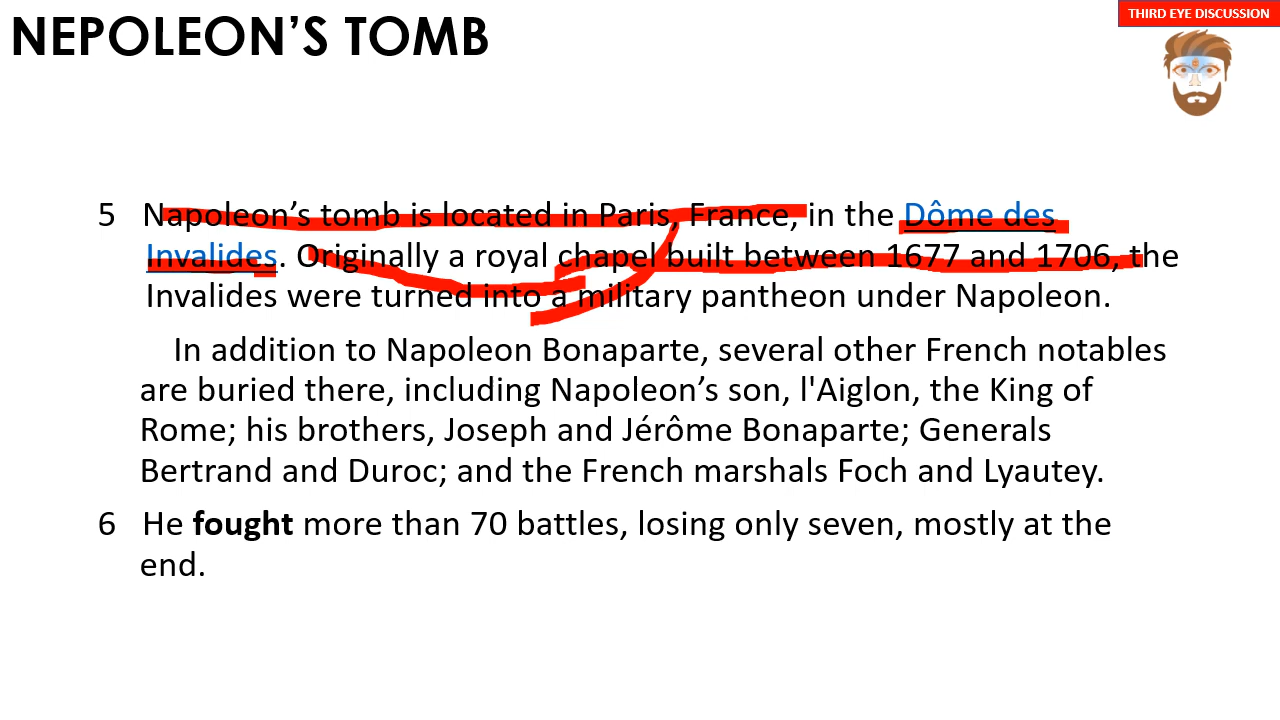 NEPOLEON'S TOMB
THIRD EYE DISCUSSION
5 Napoleon's tomb is located in Paris, France, in the Dôme des
Invalides. Originally a royal chapel built between 1677 and 1706, the
Invalides were turned into a military pantheon under Napoleon.
In addition to Napoleon Bonaparte, several other French notables
are buried there, including Napoleon's son, l'Aiglon, the King of
Rome; his brothers, Joseph and Jérôme Bonaparte; Generals
Bertrand and Duroc; and the French marshals Foch and Lyautey.
6 He fought more than 70 battles, losing only seven, mostly at the
end.